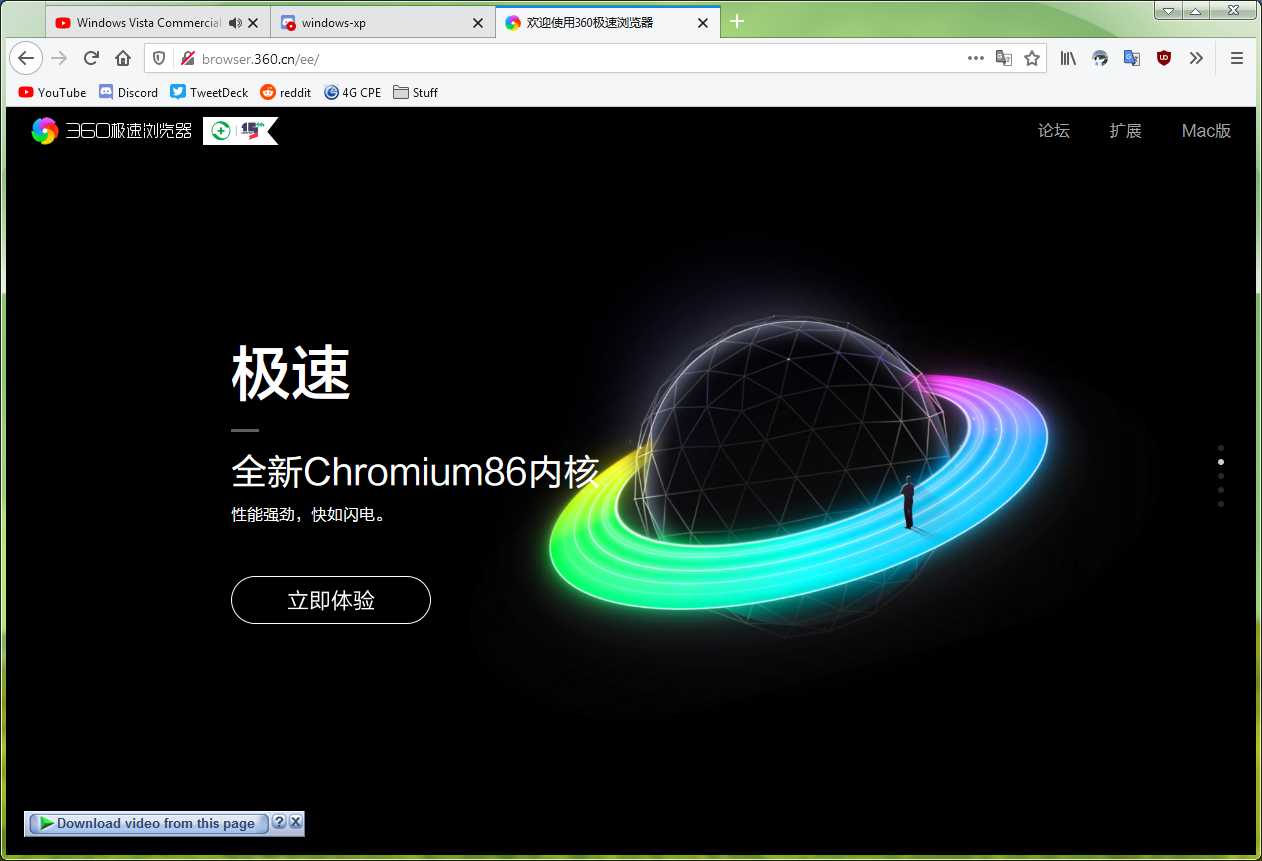 Windows Vista Commercial
windows-xp
欢迎使用360极速浏览器
browser.360.cn/ee/
YouTube
Discord
TweetDeck
reddit
4G CPE
Stuff
360极速浏览器
论坛
扩展
Mac版
极速
全新Chromium86内核
性能强劲，快如闪电。
立即体验
Download video from this page